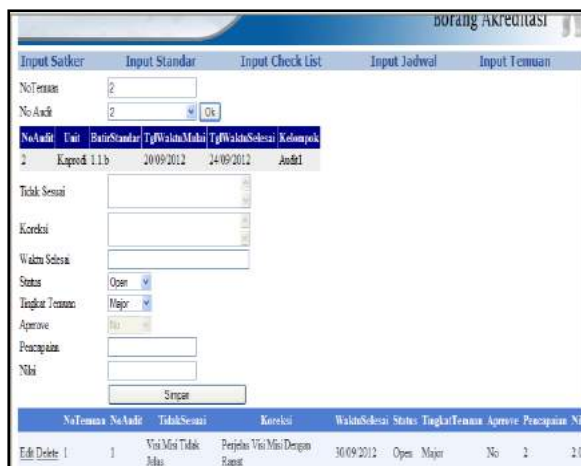 Borang Akreditasi
Input Satker Input Standar Input Check List Input Jadwal Input Temuan
NoTemuan 2
No Audit 2 Ok
NoAudit Unit ButirStandar TglWaktuMulai TglWaktuSelesai Kelompok
2 Kaprodi 1.1.b 20/09/2012 24/09/2012 Audit1
Tidak Sesuai
Koreksi
Waktu Selesai
Status Open
Tingkat Temuan Major
Aperove No
Pencapaian
Nilai
Simpan
NoTemuan NoAudit TidakSesuai Koreksi WaktuSelesai Status TingkatTemuan Aperove Pencapaian Ni
Edit Delete 1 1 Visi Misi Tidak Jelas Perjelas Visi Misi Dengan Rapat 30/09/2012 Open Major No 2 2